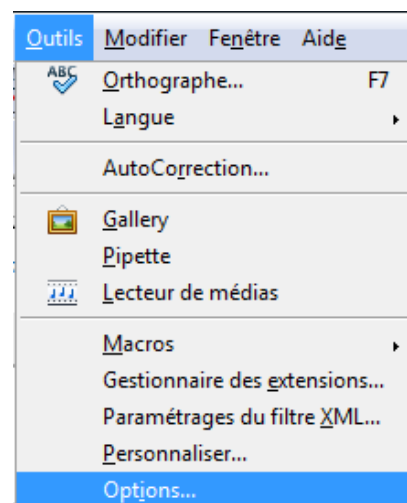 Outils Modifier Fenêtre Aide
ABC Orthographe... F7
Langue
AutoCorrection...
Gallery
Pipette
Lecteur de médias
Macros
Gestionnaire des extensions...
Paramétrages du filtre XML...
Personnaliser...
Options...